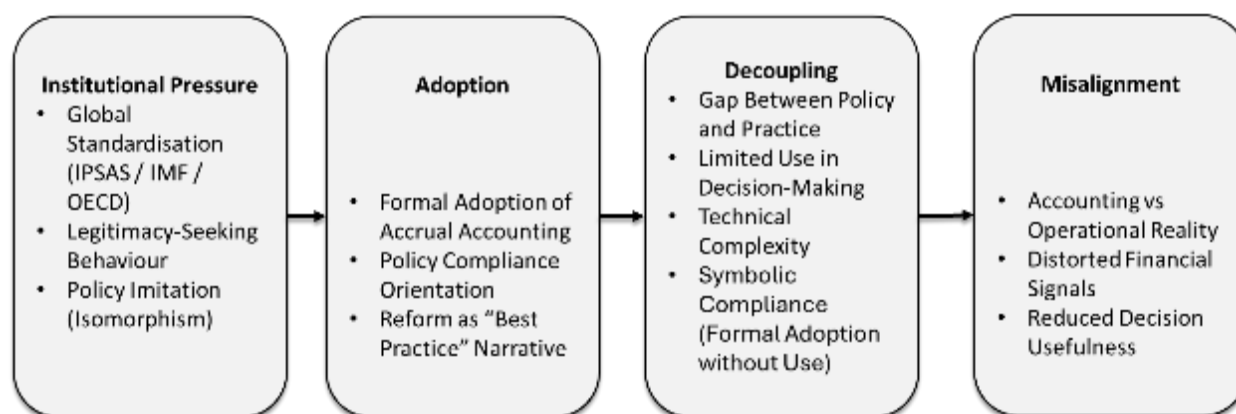 Institutional Pressure
• Global
Standardisation
(IPSAS / IMF /
OECD)
• Legitimacy-Seeking
Behaviour
• Policy Imitation
(Isomorphism)
Adoption
• Formal Adoption of
Accrual Accounting
• Policy Compliance
Orientation
• Reform as “Best
Practice” Narrative
Decoupling
• Gap Between Policy
and Practice
• Limited Use in
Decision-Making
• Technical
Complexity
• Symbolic
Compliance
(Formal Adoption
without Use)
Misalignment
• Accounting vs
Operational Reality
• Distorted Financial
Signals
• Reduced Decision
Usefulness